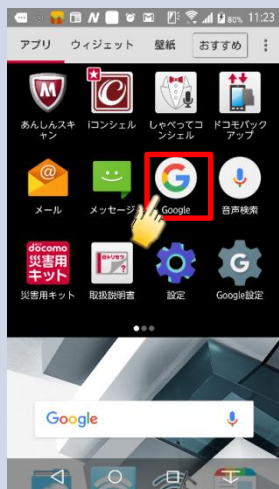 80% 11:23
アプリ ウィジェット 壁紙 おすすめ
あんしんスキャン
iコンシェル
しゃべってコンシェル
ドコモバックアップ
メール
メッセージ
Google
音声検索
docomo
災害用
キット
災害用キット
取扱説明書
設定
Google設定
Google